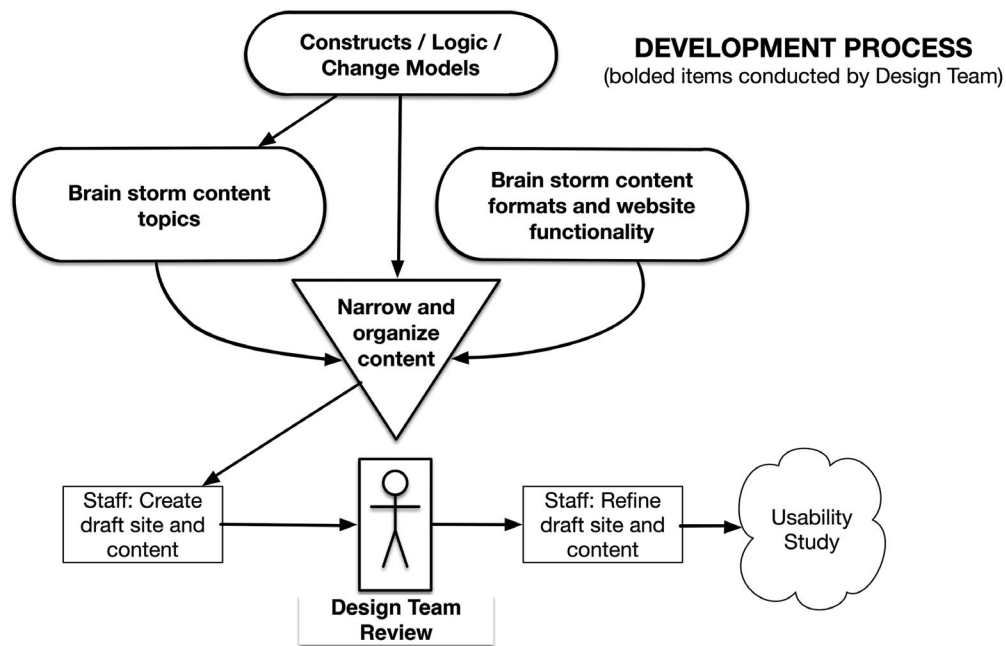 Constructs / Logic /
Change Models
DEVELOPMENT PROCESS
(bolded items conducted by Design Team)
Brain storm content
topics
Brain storm content
formats and website
functionality
Narrow and
organize
content
Staff: Create
draft site and
content
Design Team
Review
Staff: Refine
draft site and
content
Usability
Study